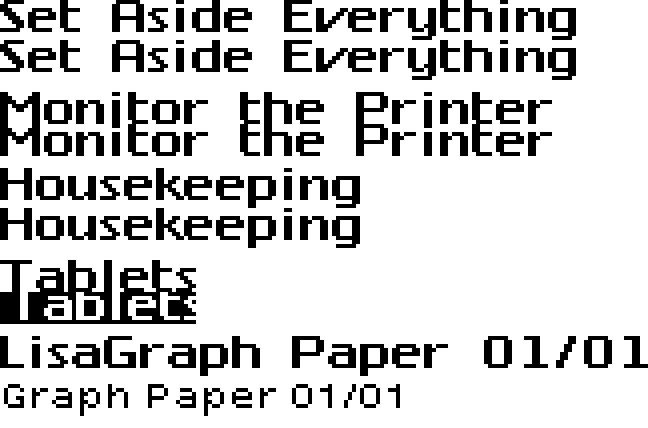 Set Aside Everything
Set Aside Everything
Monitor the Printer
Monitor the Printer
Housekeeping
Housekeeping
Tablets
Tablets
LisaGraph Paper 01/01
Graph Paper 01/01